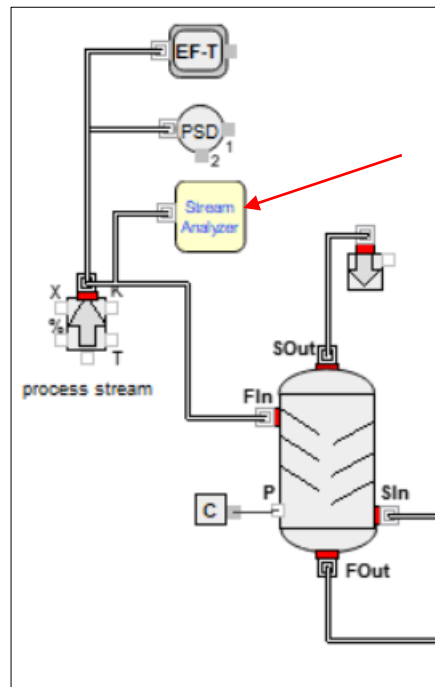 EF-T
PSD
1
2
Stream
Analyzer
X
K
%
T
process stream
SOut
FIn
P
SIn
C
FOut